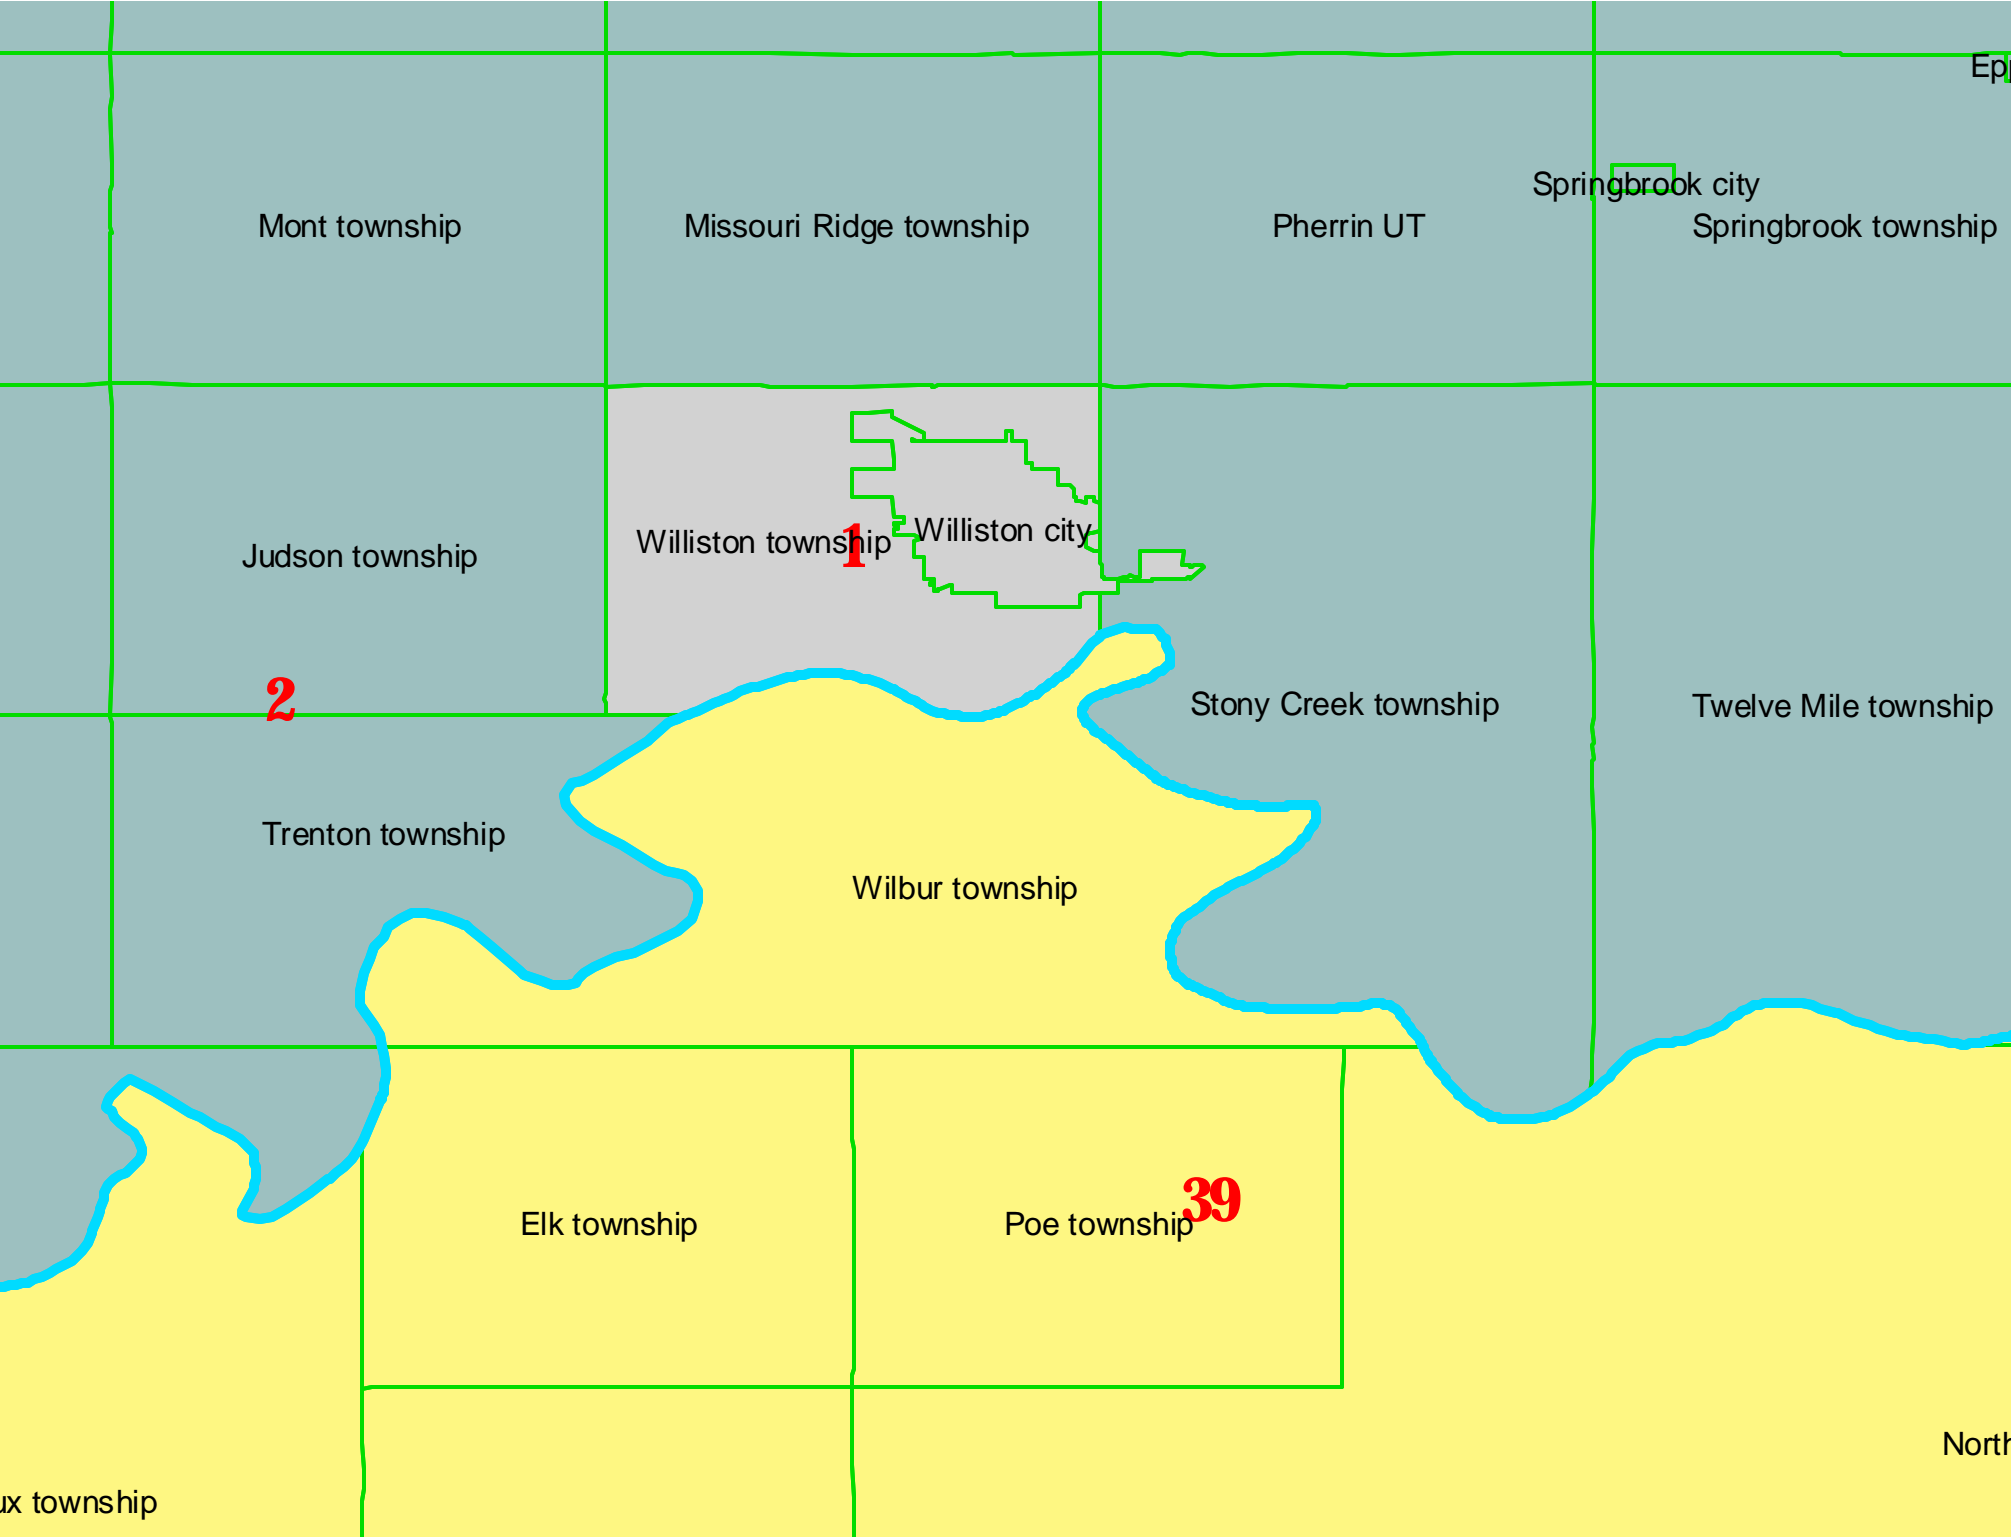 Ep
Springbrook city
Mont township
Missouri Ridge township
Pherrin UT
Springbrook township
Williston city
Williston township
1
Judson township
2
Stony Creek township
Twelve Mile township
Trenton township
Wilbur township
39
Elk township
Poe township
North
ux township